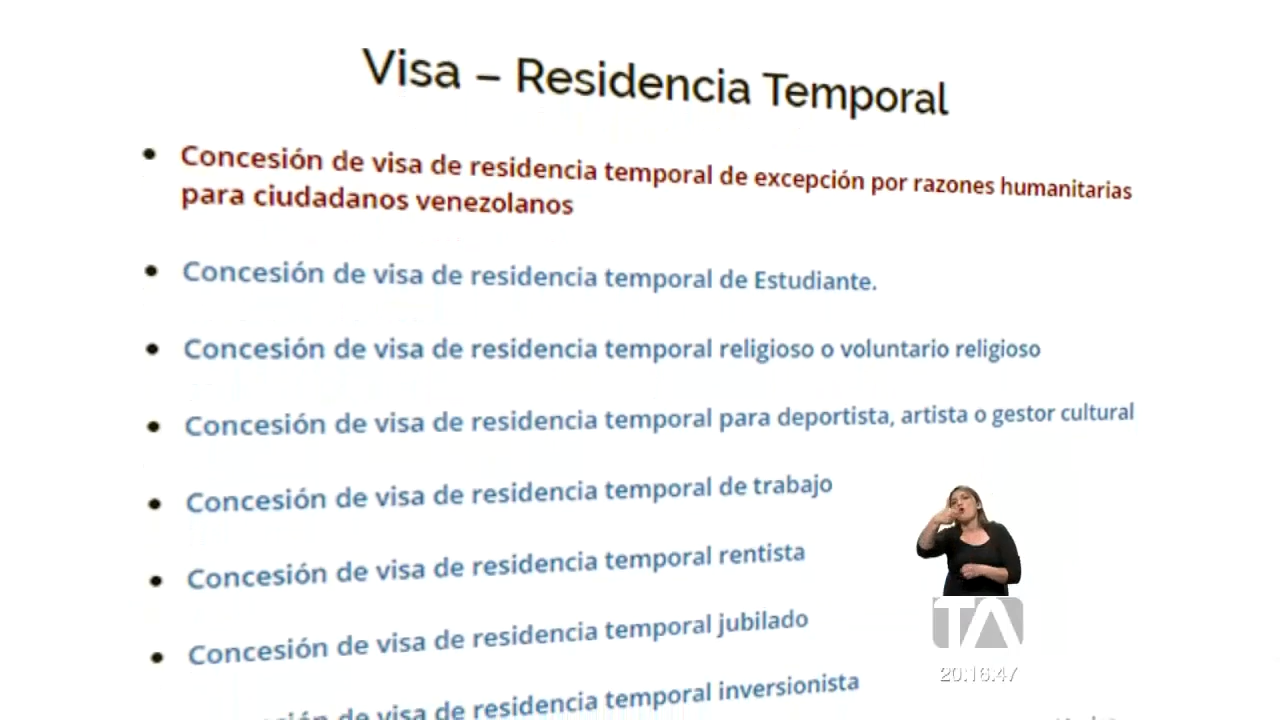 Visa – Residencia Temporal
• Concesión de visa de residencia temporal de excepción por razones humanitarias
para ciudadanos venezolanos
• Concesión de visa de residencia temporal de Estudiante.
• Concesión de visa de residencia temporal religioso o voluntario religioso
• Concesión de visa de residencia temporal para deportista, artista o gestor cultural
• Concesión de visa de residencia temporal de trabajo
• Concesión de visa de residencia temporal rentista
• Concesión de visa de residencia temporal jubilado
de visa de residencia temporal inversionista
TA
20:16:47